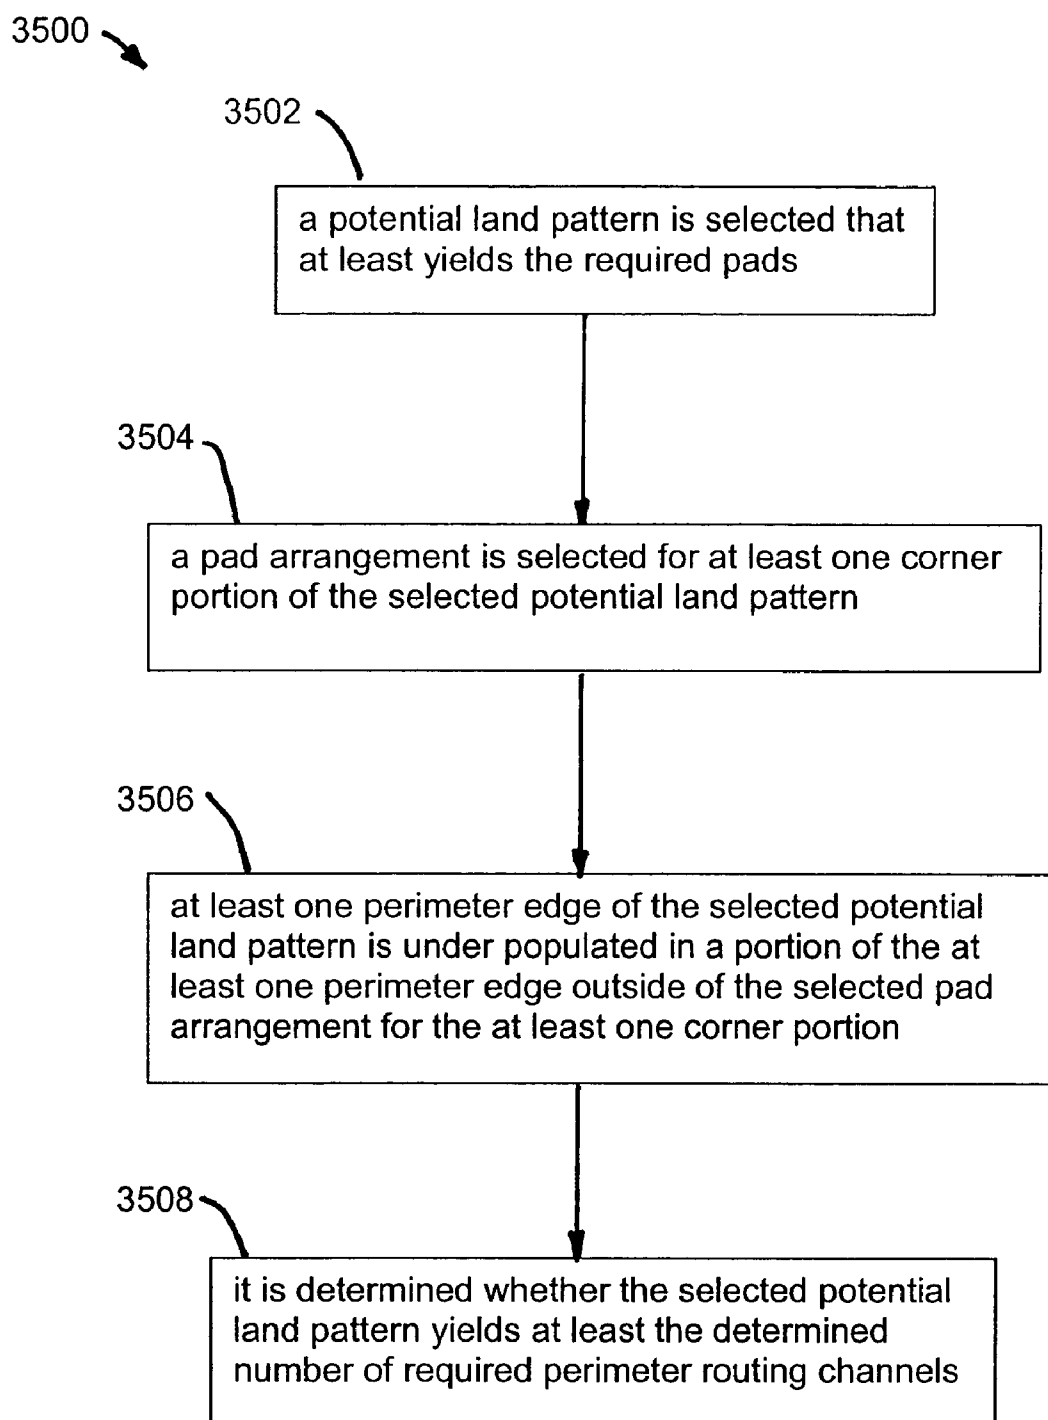 3500
3502
a potential land pattern is selected that
at least yields the required pads
3504
a pad arrangement is selected for at least one corner
portion of the selected potential land pattern
3506
at least one perimeter edge of the selected potential
land pattern is under populated in a portion of the at
least one perimeter edge outside of the selected pad
arrangement for the at least one corner portion
3508
it is determined whether the selected potential
land pattern yields at least the determined
number of required perimeter routing channels